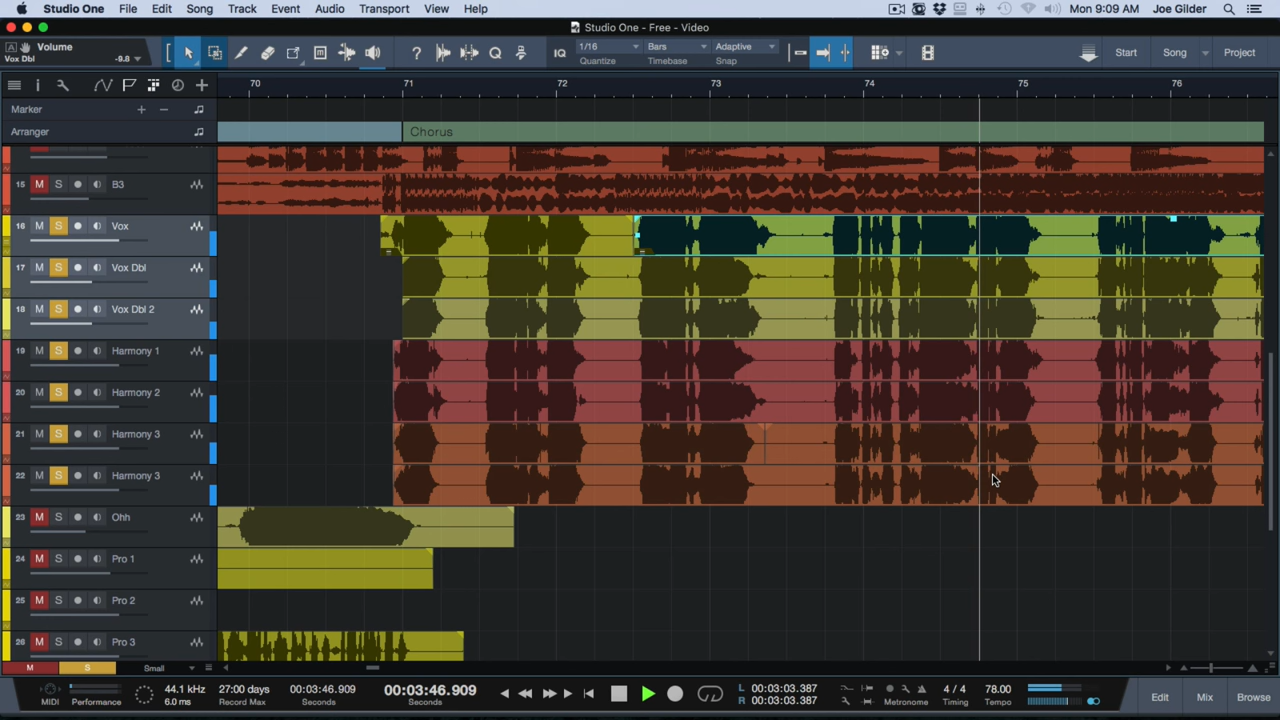 Studio One File Edit Song Track Event Audio Transport View Help Mon 9:09 AM Joe Gilder
Studio One - Free - Video
A Volume
Vox Dbl -9.8
IQ 1/16 Bars Adaptive Start Song Project
Quantize Timebase Snap
70 71 72 73 74 75 76
Marker
Arranger Chorus
15 M S B3
16 M S Vox
17 M S Vox Dbl
18 M S Vox Dbl 2
19 M S Harmony 1
20 M S Harmony 2
21 M S Harmony 3
22 M S Harmony 3
23 M S Ohh
24 M S Pro 1
25 M S Pro 2
26 M S Pro 3
M S Small
44.1 kHz 27:00 days 00:03:46.909 00:03:46.909 L 00:03:03.387 4 / 4 78.00
MIDI Performance 6.0 ms Record Max Seconds Seconds R 00:03:03.387 Metronome Timing Tempo
Edit Mix Browse